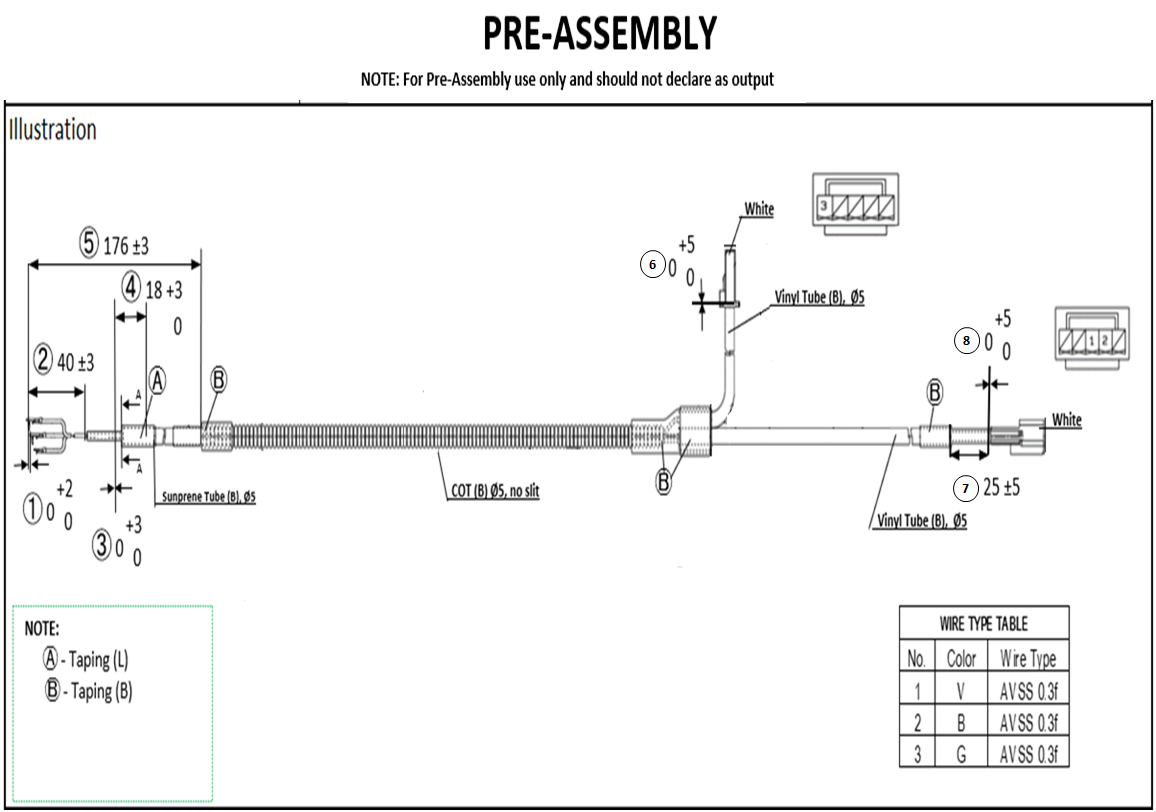 PRE-ASSEMBLY
NOTE: For Pre-Assembly use only and should not declare as output
Illustration
3
White
⑤ 176 ±3
⑥ 0 +5 0
④ 18 +3 0
Vinyl Tube (B), Ø5
1 2
⑧ 0 +5 0
② 40 ±3
A
B
A
B
White
A
B
Sunprene Tube (B), Ø5
COT (B) Ø5, no slit
⑦ 25 ±5
① 0 +2 0
Vinyl Tube (B), Ø5
③ 0 +3 0
NOTE:
Ⓐ - Taping (L)
Ⓑ - Taping (B)
WIRE TYPE TABLE
No. Color Wire Type
1 V AVSS 0.3f
2 B AVSS 0.3f
3 G AVSS 0.3f